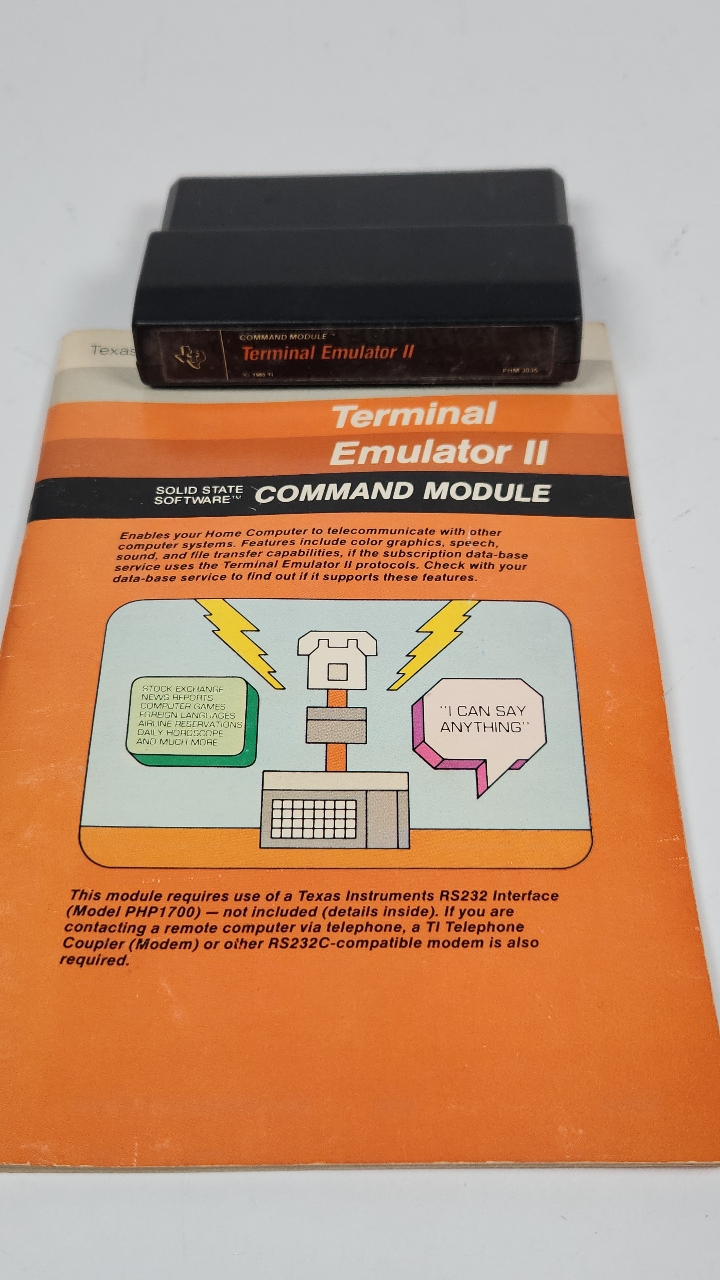 COMMAND MODULE™
Terminal Emulator II
PHM 3035
Texas
Terminal
Emulator II
SOLID STATE
SOFTWARE™
COMMAND MODULE
Enables your Home Computer to telecommunicate with other
computer systems. Features include color graphics, speech,
sound, and file transfer capabilities, if the subscription data-base
service uses the Terminal Emulator II protocols. Check with your
data-base service to find out if it supports these features.
STOCK EXCHANGE
NEWS REPORTS
COMPUTER GAMES
FOREIGN LANGUAGES
AIRLINE RESERVATIONS
DAILY HOROSCOPE
AND MUCH MORE
"I CAN SAY
ANYTHING"
This module requires use of a Texas Instruments RS232 Interface
(Model PHP1700) — not included (details inside). If you are
contacting a remote computer via telephone, a TI Telephone
Coupler (Modem) or other RS232C-compatible modem is also
required.